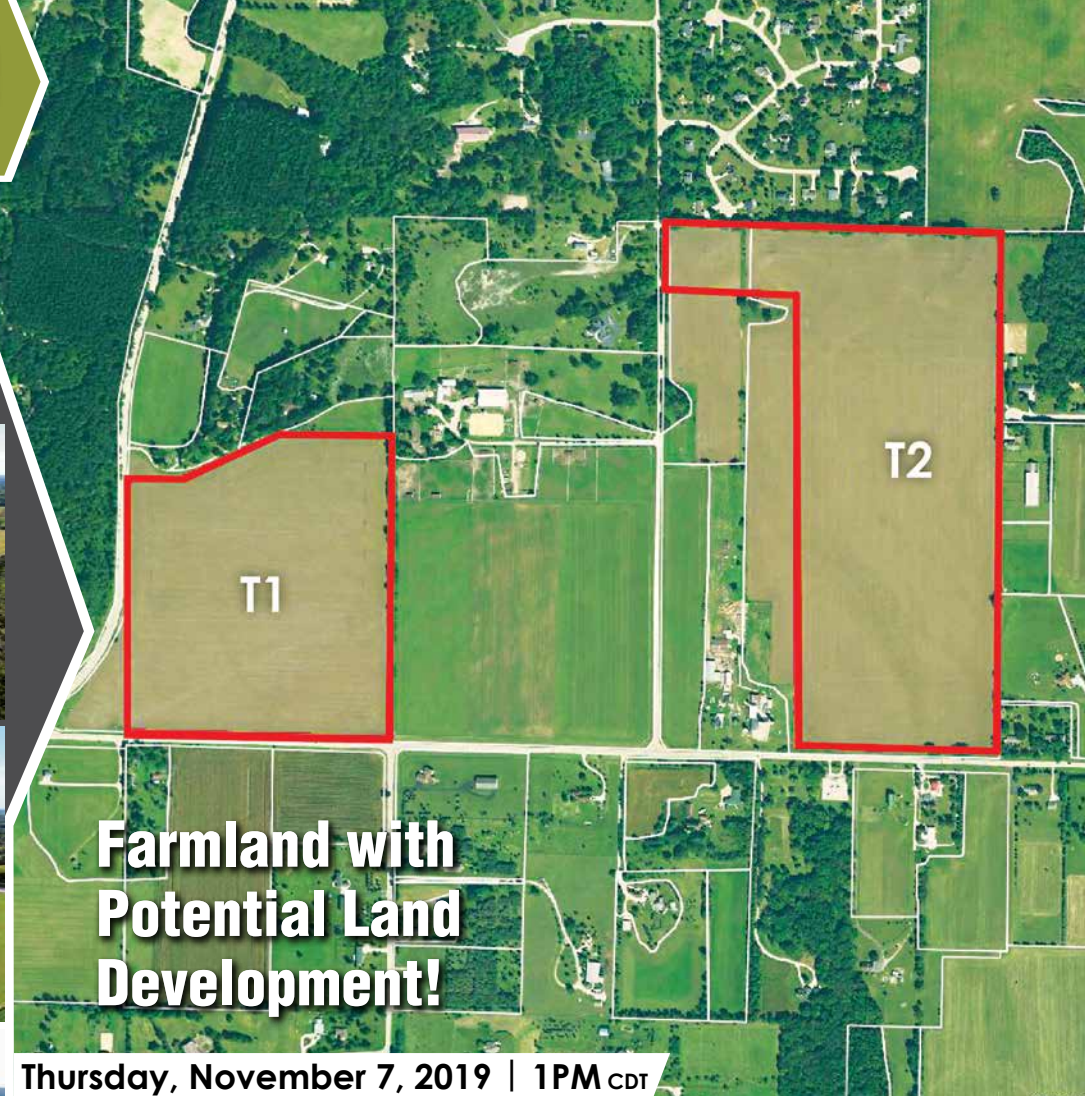 T2
T1
Farmland with
Potential Land
Development!
Thursday, November 7, 2019 | 1PM CDT